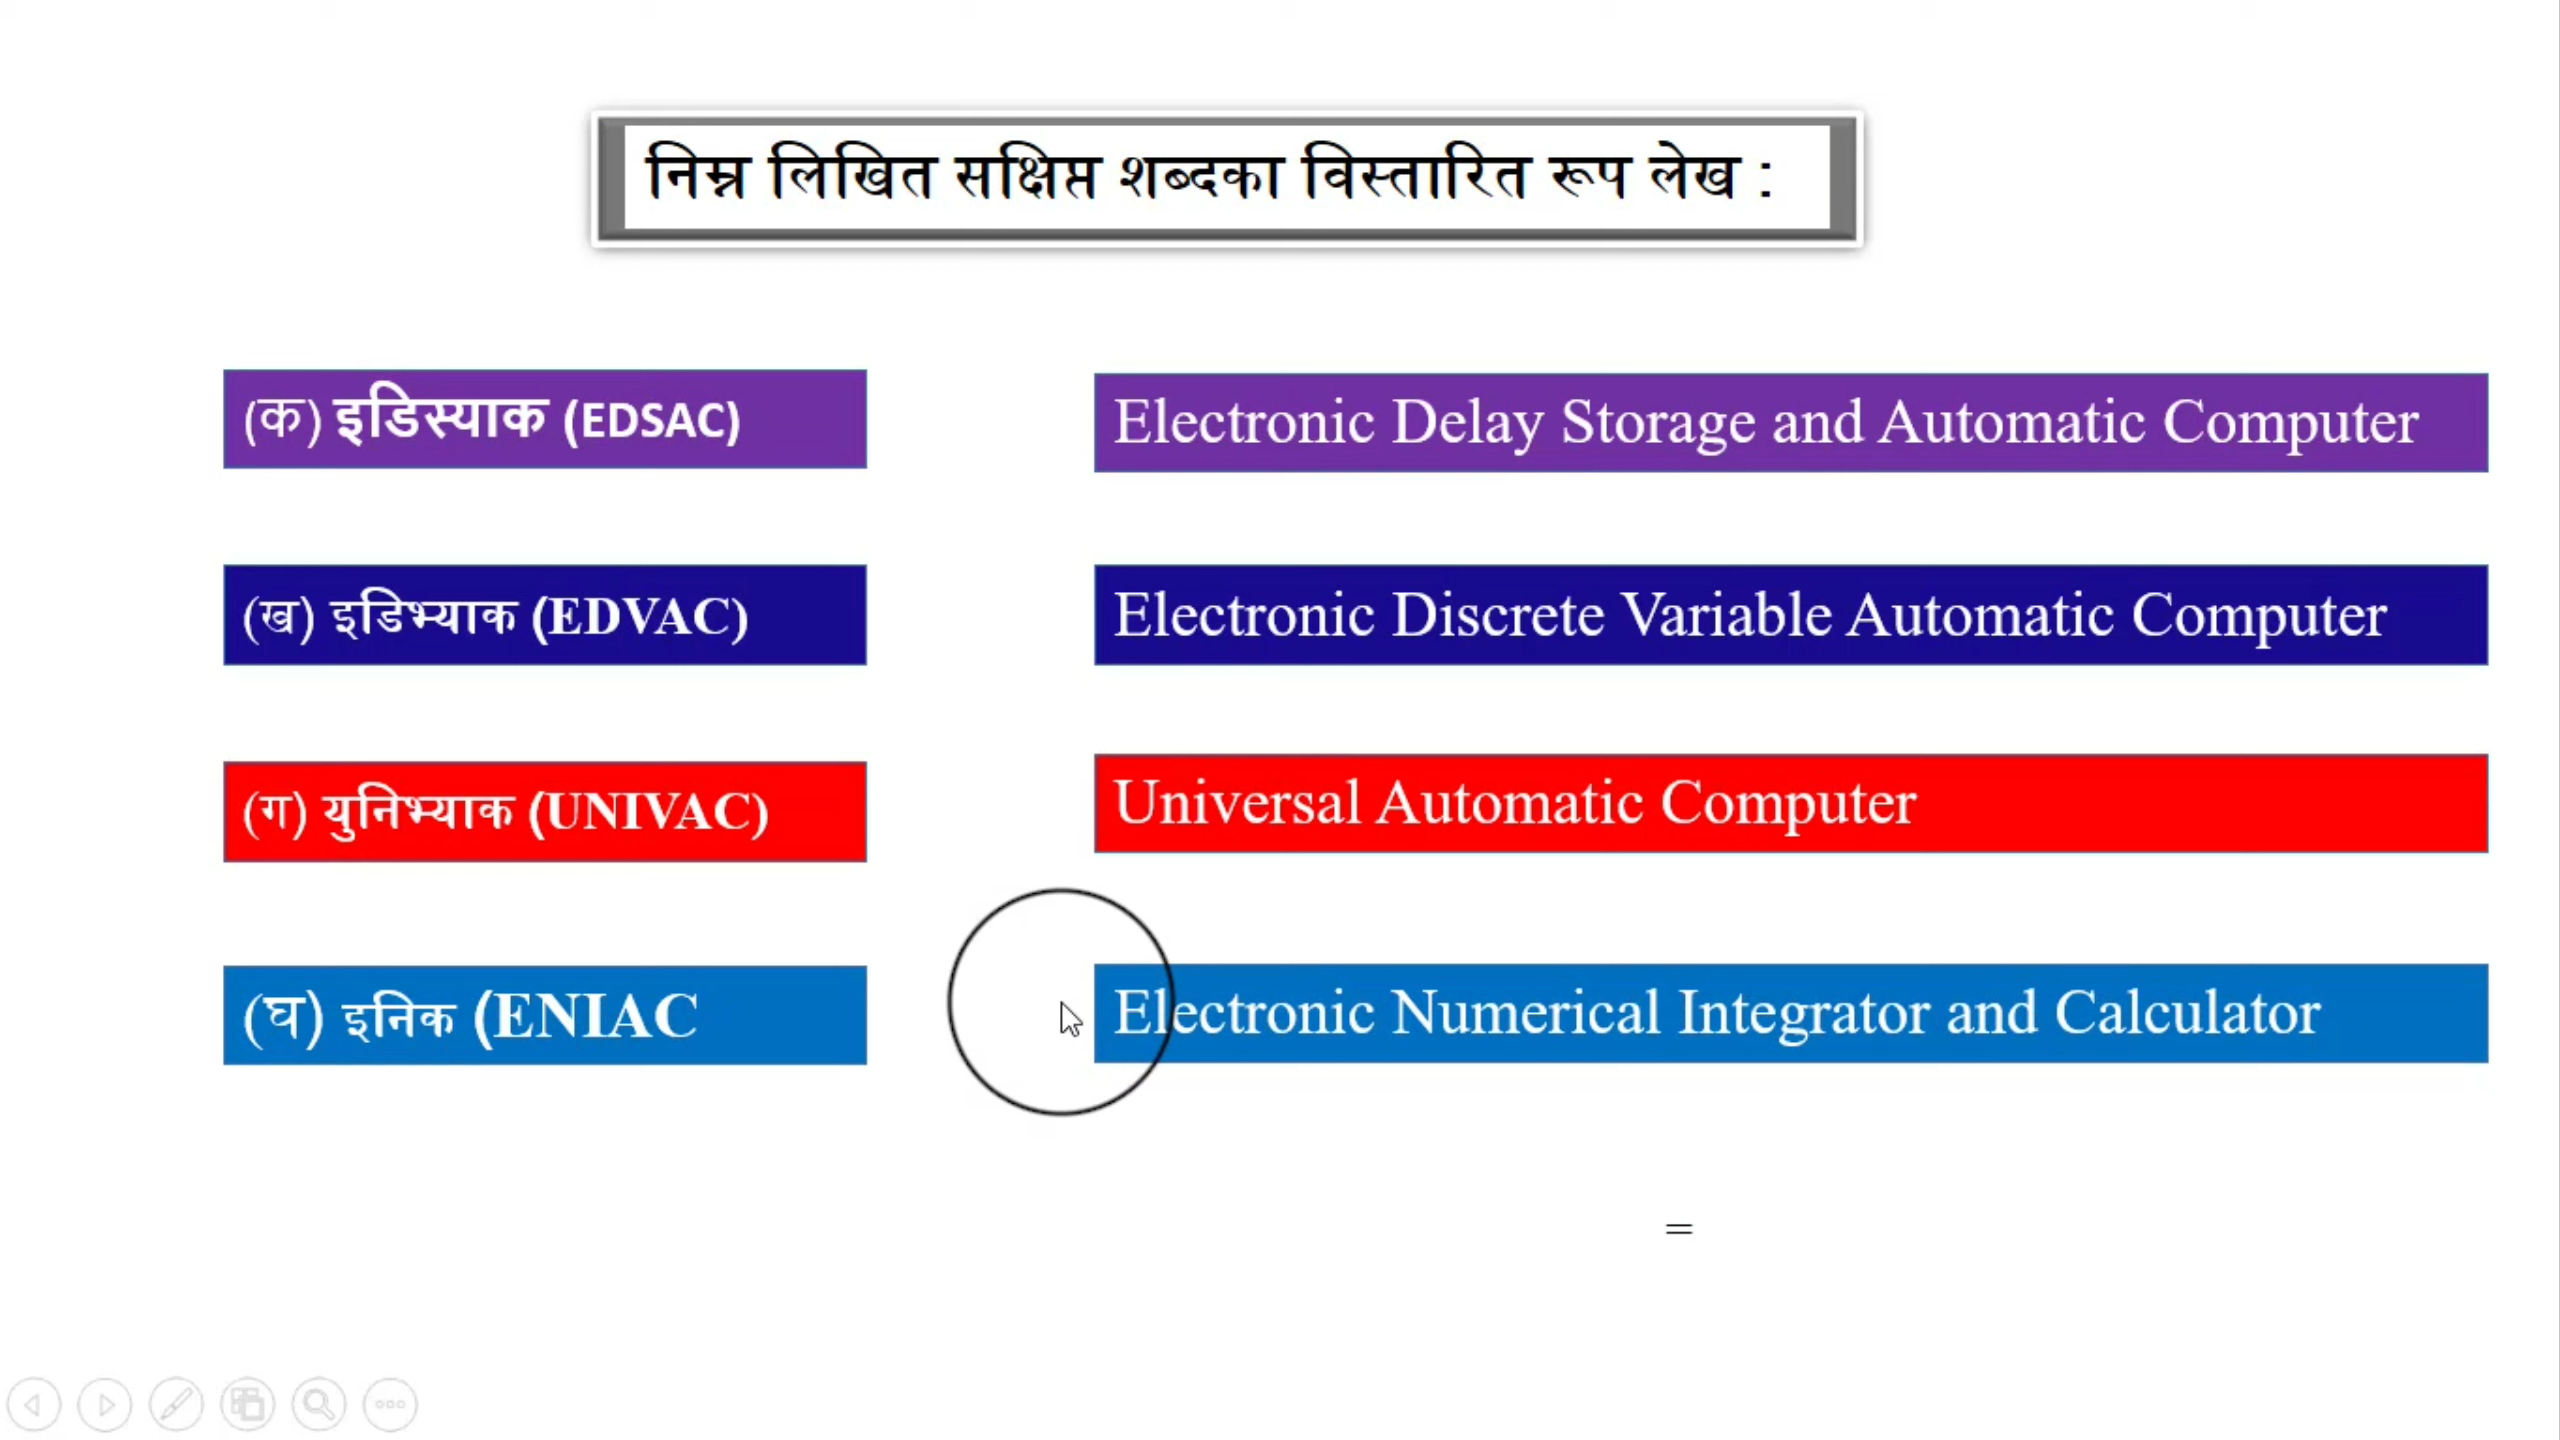 निम्न लिखित सक्षिप्त शब्दका विस्तारित रूप लेख :
(क) इडिस्याक (EDSAC)
Electronic Delay Storage and Automatic Computer
(ख) इडिभ्याक (EDVAC)
Electronic Discrete Variable Automatic Computer
(ग) युनिभ्याक (UNIVAC)
Universal Automatic Computer
(घ) इनिक (ENIAC
Electronic Numerical Integrator and Calculator
=